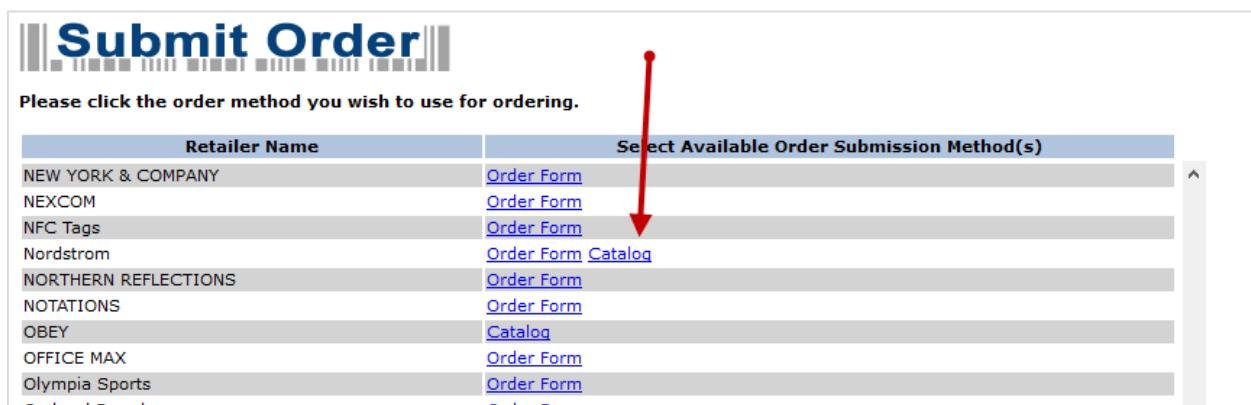 Submit Order
Please click the order method you wish to use for ordering.
Retailer Name Select Available Order Submission Method(s)
NEW YORK & COMPANY Order Form
NEXCOM Order Form
NFC Tags Order Form
Nordstrom Order Form Catalog
NORTHERN REFLECTIONS Order Form
NOTATIONS Order Form
OBEY Catalog
OFFICE MAX Order Form
Olympia Sports Order Form